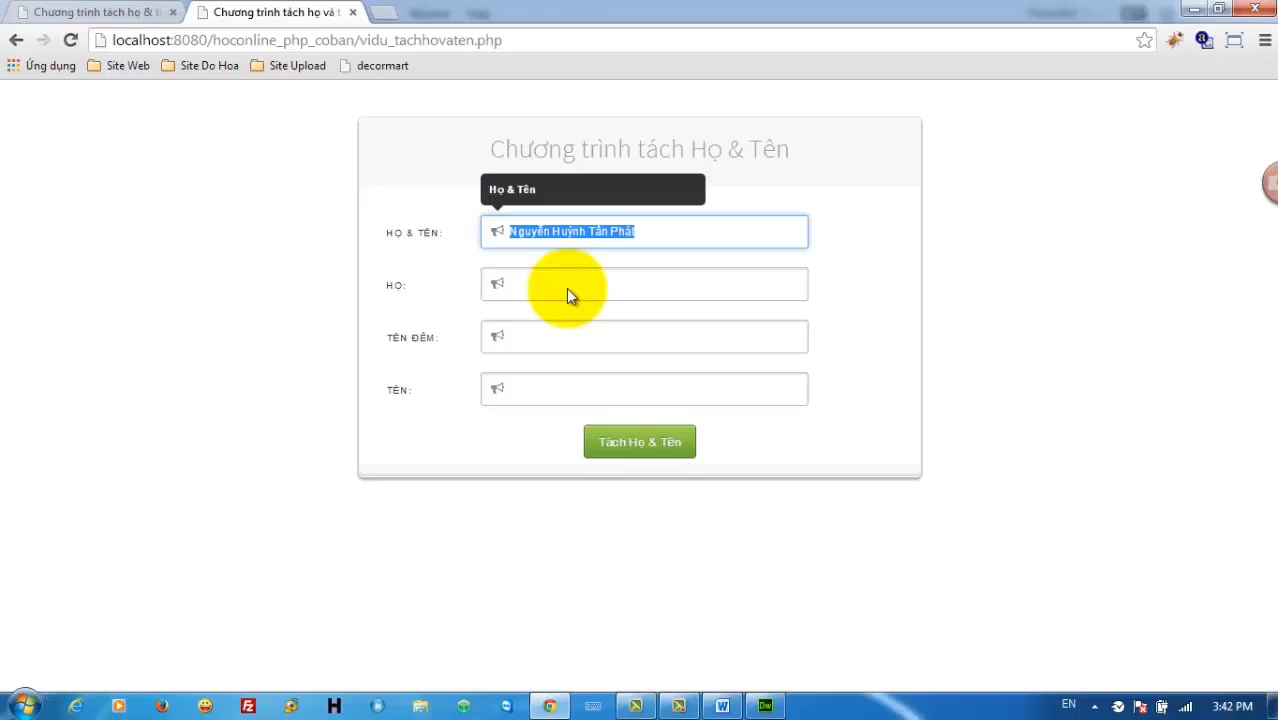 Chương trình tách họ & t
Chương trình tách họ và t
localhost:8080/hoconline_php_coban/vidu_tachhovaten.php
Ứng dụng
Site Web
Site Do Hoa
Site Upload
decormart
Chương trình tách Họ & Tên
Họ & Tên
HỌ & TÊN:
Nguyễn Huỳnh Tấn Phát
HỌ:
TÊN ĐỆM:
TÊN:
Tách Họ & Tên
EN
3:42 PM